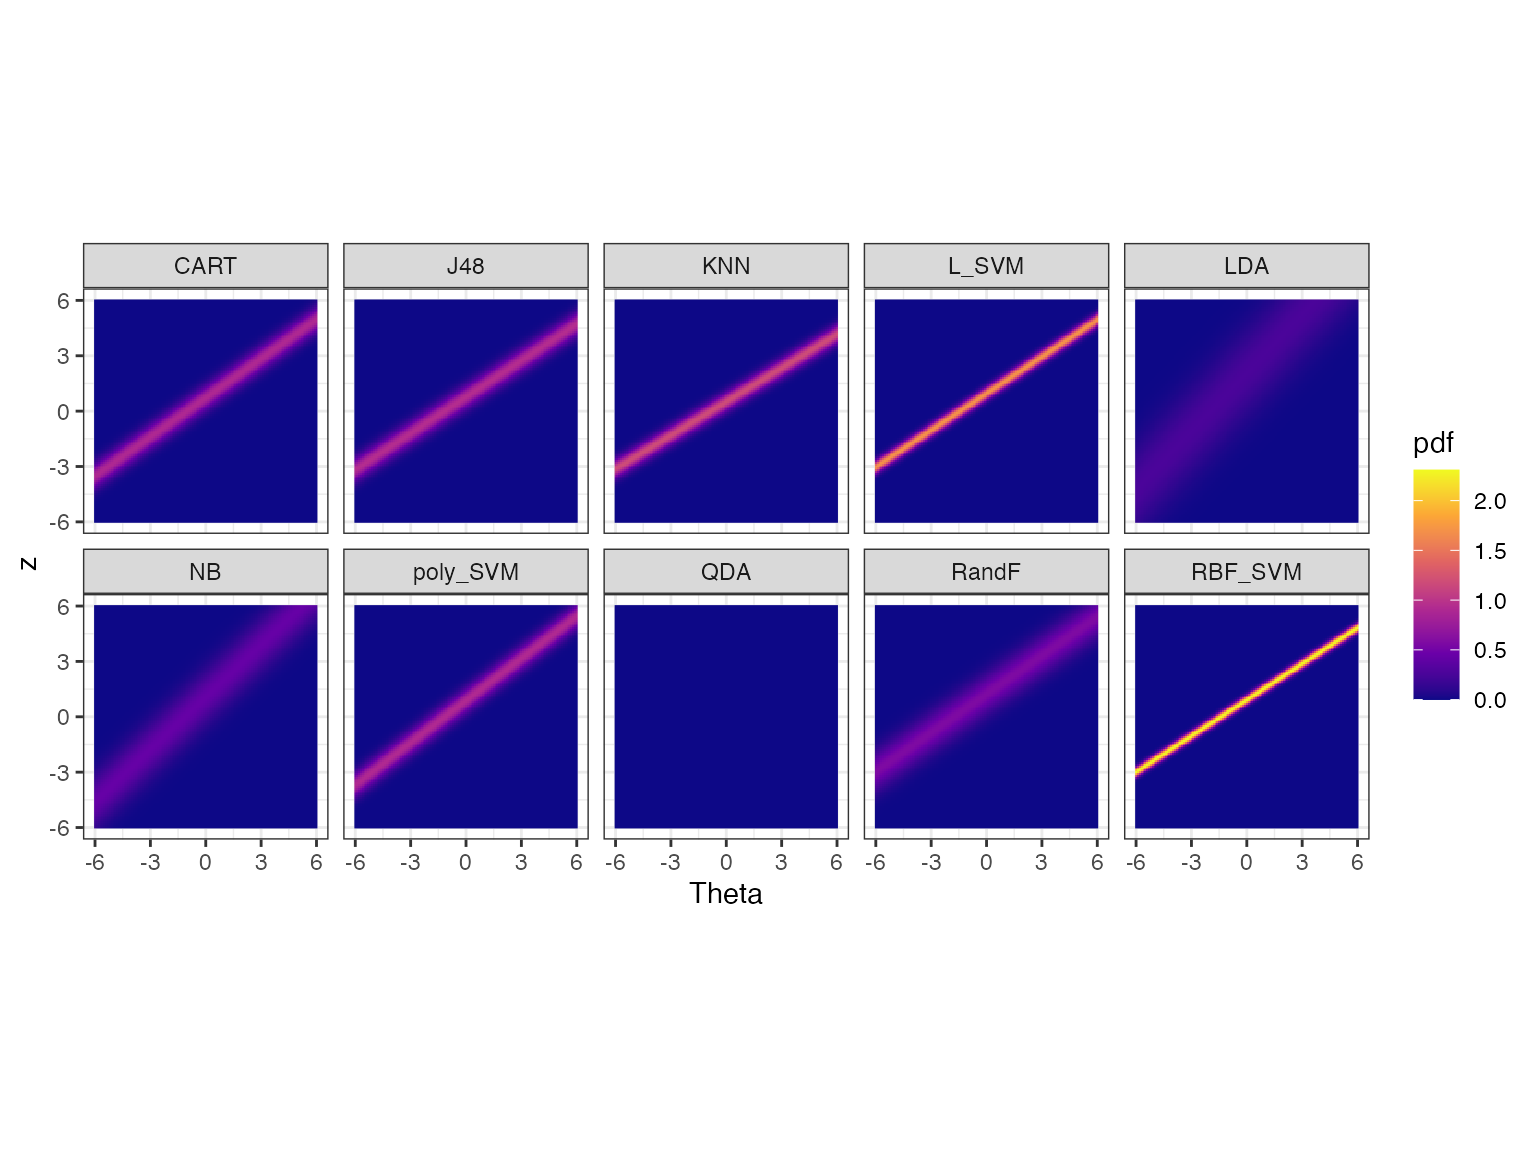 CART J48 KNN L_SVM LDA
6
3
0
-3
-6
z
NB poly_SVM QDA RandF RBF_SVM
6
3
0
-3
-6
-6 -3 0 3 6 -6 -3 0 3 6 -6 -3 0 3 6 -6 -3 0 3 6 -6 -3 0 3 6
Theta
pdf
2.0
1.5
1.0
0.5
0.0